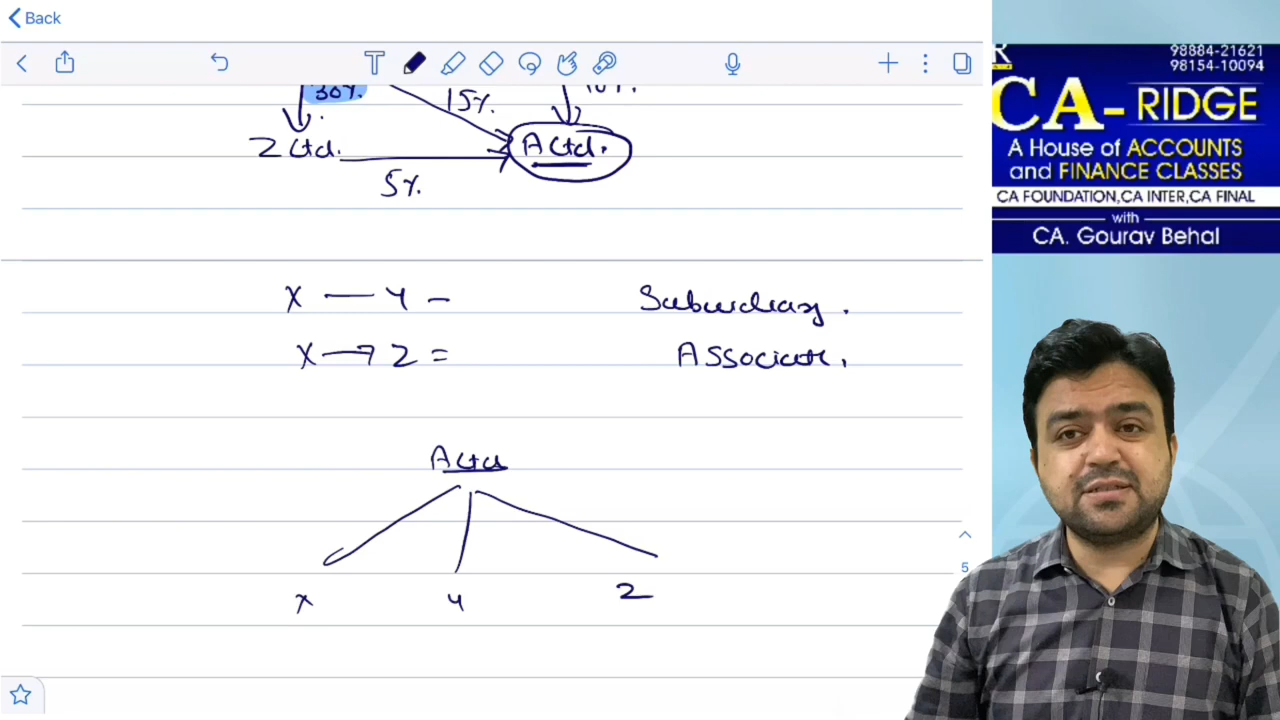 Back
30%.
15%.
10%.
Z Ltd.
A Ltd.
5%.
X — Y —
Subsidiary.
X → Z =
Associate.
A Ltd
X Y Z
5
R
98884-21621
98154-10094
CA-RIDGE
A House of ACCOUNTS
and FINANCE CLASSES
CA FOUNDATION,CA INTER,CA FINAL
with
CA. Gourav Behal